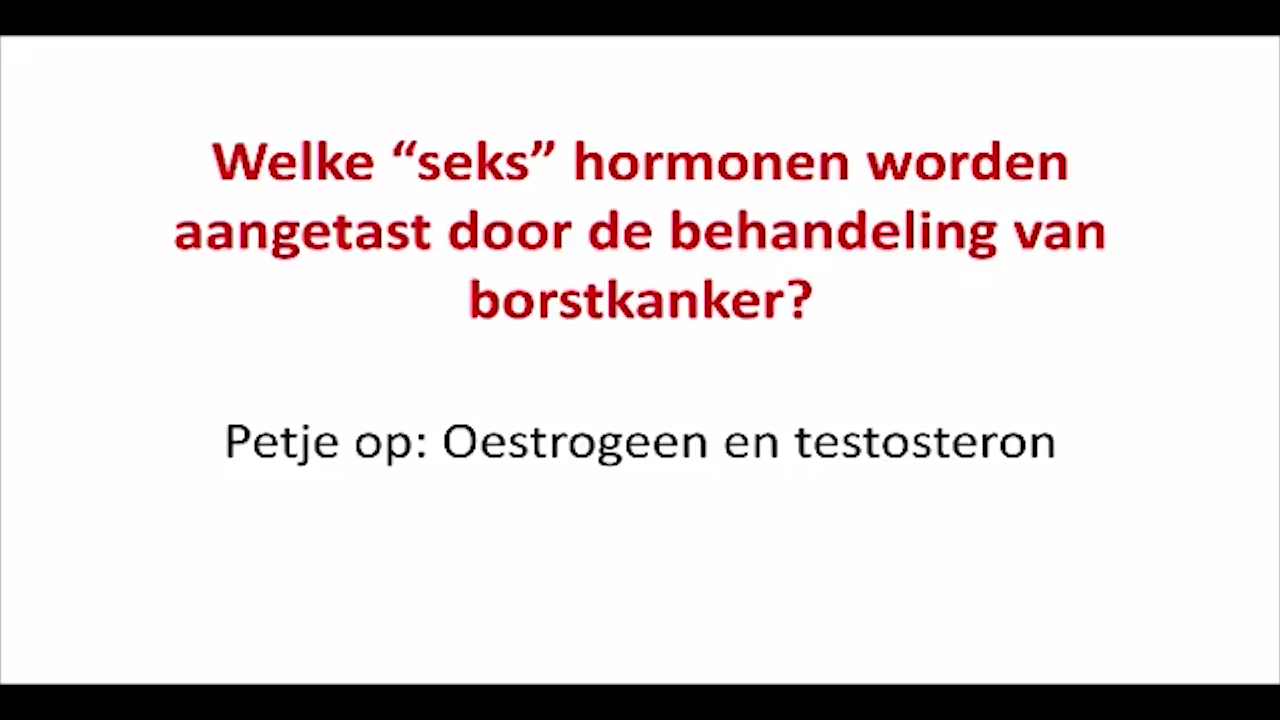 Welke “seks” hormonen worden
aangetast door de behandeling van
borstkanker?
Petje op: Oestrogeen en testosteron